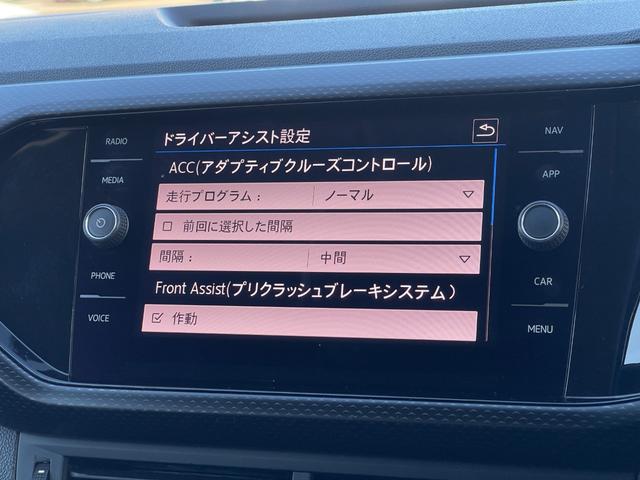 RADIO
MEDIA
PHONE
VOICE
ドライバーアシスト設定
ACC(アダプティブクルーズコントロール)
走行プログラム： ノーマル
前回に選択した間隔
間隔： 中間
Front Assist(プリクラッシュブレーキシステム)
作動
NAV
APP
CAR
MENU